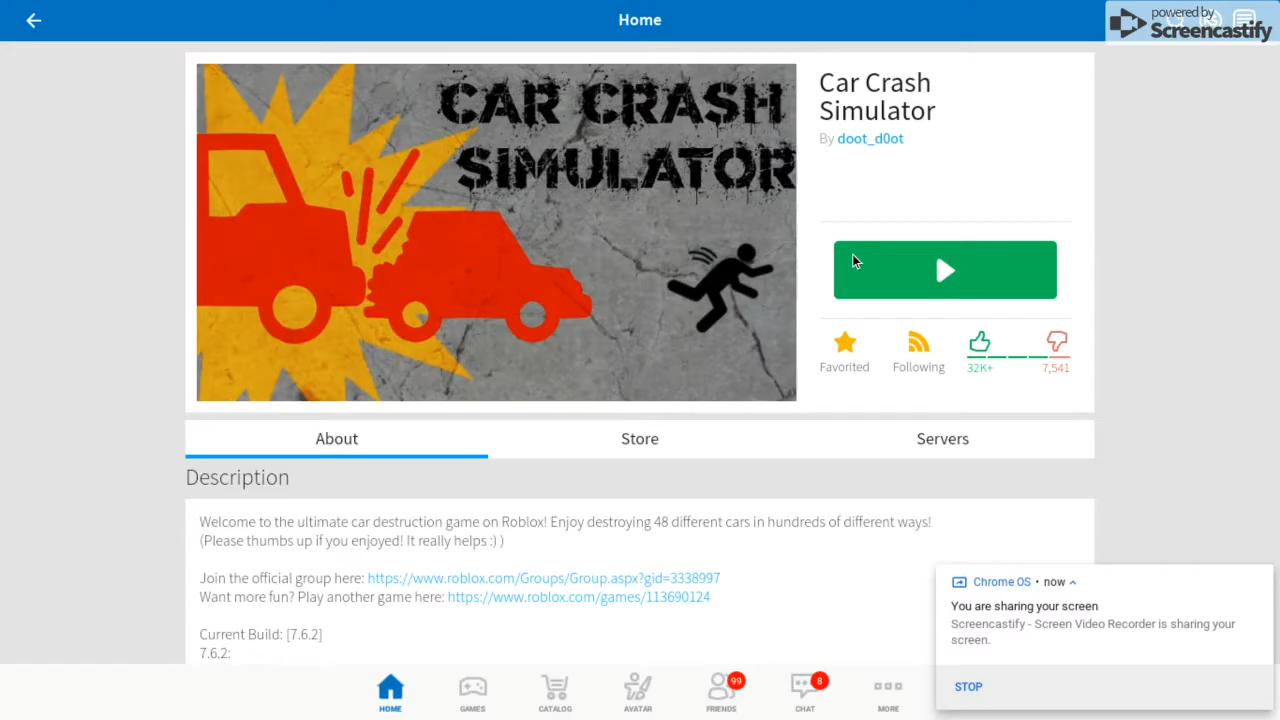 Home
powered by
Screencastify
CAR CRASH
SIMULATOR
Car Crash
Simulator
By doot_d0ot
Favorited
Following
32K+
7,541
About
Store
Servers
Description
Welcome to the ultimate car destruction game on Roblox! Enjoy destroying 48 different cars in hundreds of different ways!
(Please thumbs up if you enjoyed! It really helps :) )
Join the official group here: https://www.roblox.com/Groups/Group.aspx?gid=3338997
Want more fun? Play another game here: https://www.roblox.com/games/113690124
Current Build: [7.6.2]
7.6.2:
Chrome OS • now
You are sharing your screen
Screencastify - Screen Video Recorder is sharing your
screen.
STOP
99
8
HOME
GAMES
CATALOG
AVATAR
FRIENDS
CHAT
MORE